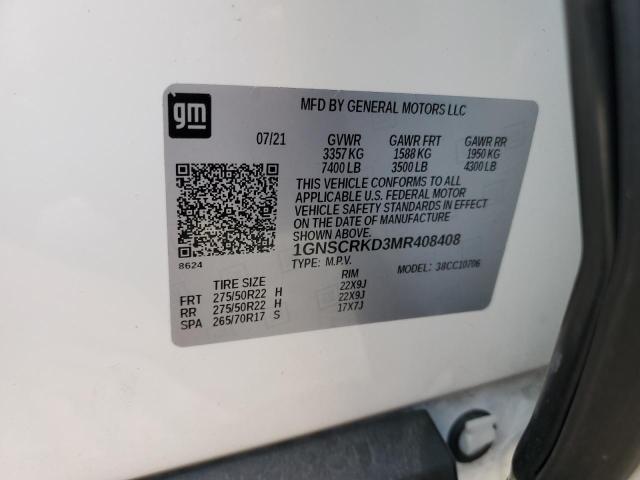 gm
MFD BY GENERAL MOTORS LLC
07/21 GVWR GAWR FRT GAWR RR
3357 KG 1588 KG 1950 KG
7400 LB 3500 LB 4300 LB
THIS VEHICLE CONFORMS TO ALL
APPLICABLE U.S. FEDERAL MOTOR
VEHICLE SAFETY STANDARDS IN EFFECT
ON THE DATE OF MANUFACTURE
SHOWN ABOVE.
1GNSCRKD3MR408408
8624
TYPE: M.P.V. MODEL: 38CC10706
TIRE SIZE RIM
FRT 275/50R22 H 22X9J
RR 275/50R22 H 22X9J
SPA 265/70R17 S 17X7J